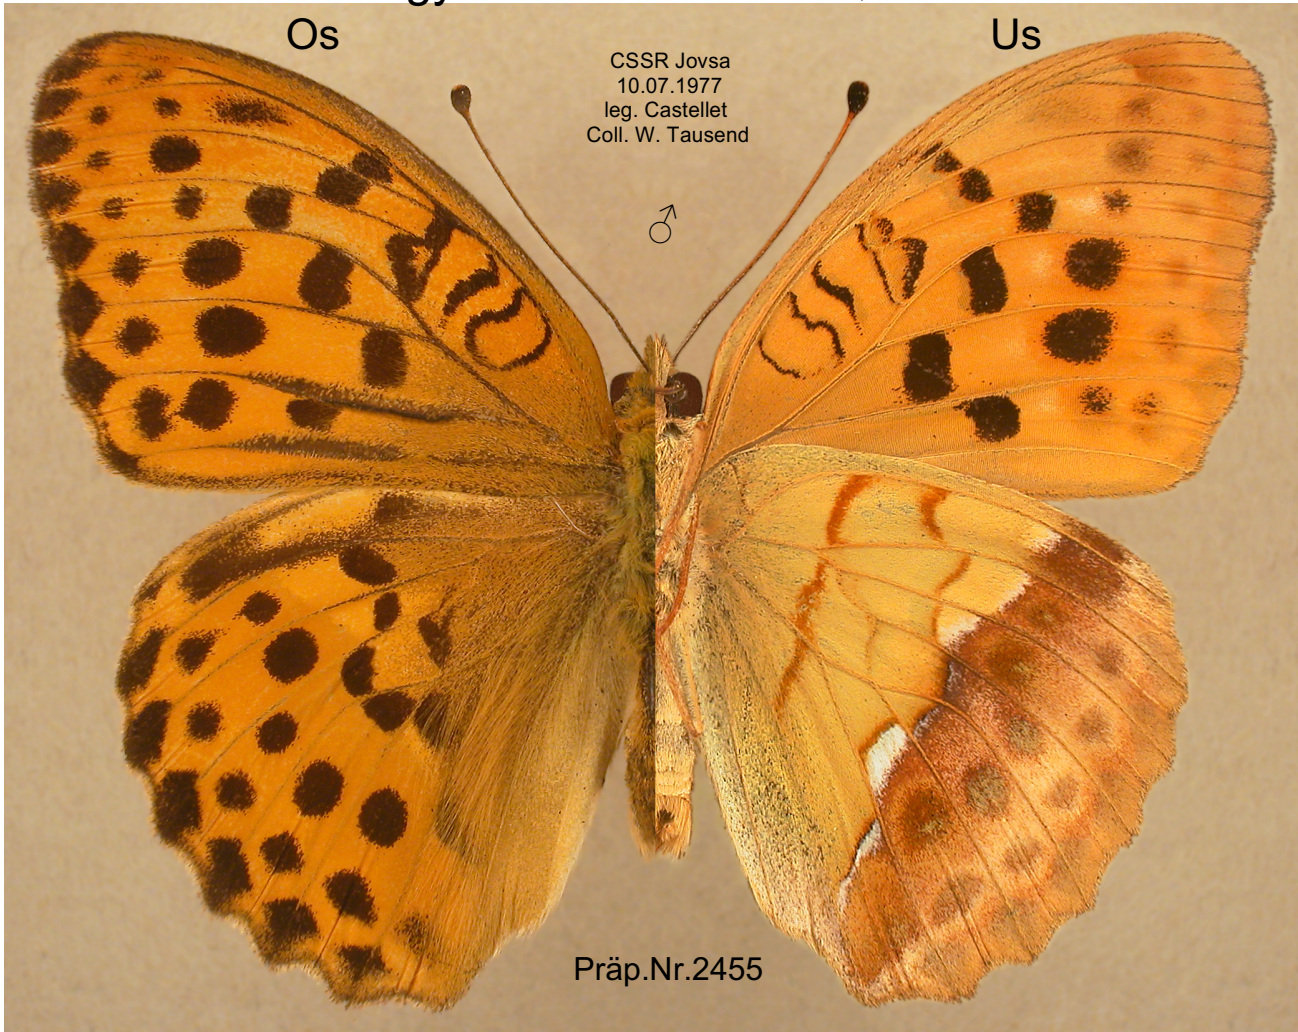 Os
Us
CSSR Jovsa
10.07.1977
leg. Castellet
Coll. W. Tausend
♂
Präp.Nr.2455